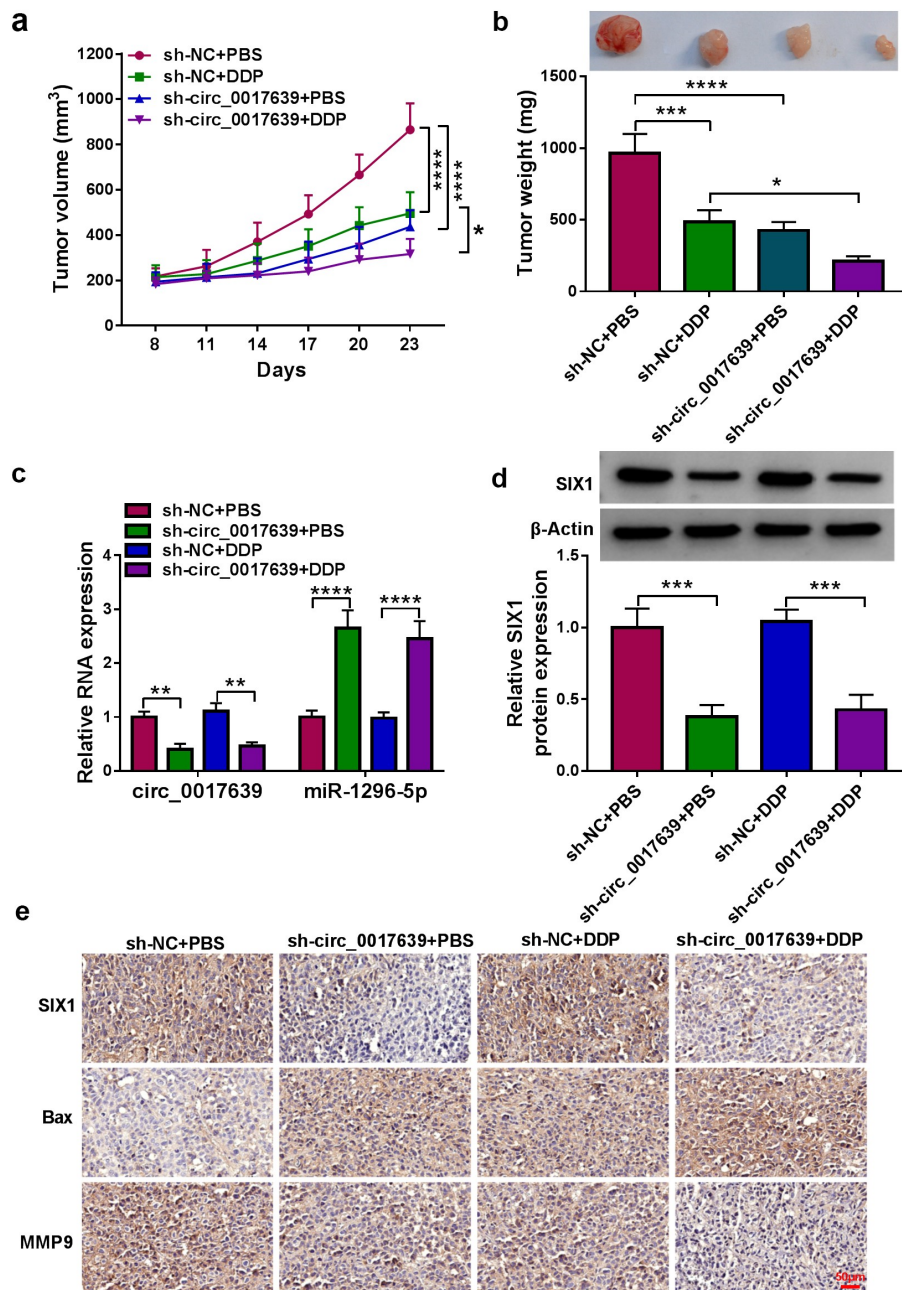 a
sh-NC+PBS
sh-NC+DDP
sh-circ_0017639+PBS
sh-circ_0017639+DDP
Tumor volume (mm³)
1200
1000
800
600
400
200
0
8 11 14 17 20 23
Days
****
****
*
b
Tumor weight (mg)
1500
1000
500
0
****
***
*
sh-NC+PBS
sh-NC+DDP
sh-circ_0017639+PBS
sh-circ_0017639+DDP
c
sh-NC+PBS
sh-circ_0017639+PBS
sh-NC+DDP
sh-circ_0017639+DDP
Relative RNA expression
4
3
2
1
0
** ** **** ****
circ_0017639 miR-1296-5p
d
SIX1
β-Actin
Relative SIX1
protein expression
1.5
1.0
0.5
0.0
*** ***
sh-NC+PBS
sh-circ_0017639+PBS
sh-NC+DDP
sh-circ_0017639+DDP
e
sh-NC+PBS sh-circ_0017639+PBS sh-NC+DDP sh-circ_0017639+DDP
SIX1
Bax
MMP9
50μm